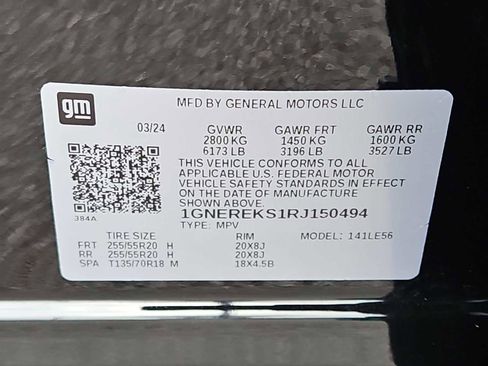 gm
MFD BY GENERAL MOTORS LLC
03/24 GVWR GAWR FRT GAWR RR
2800 KG 1450 KG 1600 KG
6173 LB 3196 LB 3527 LB
THIS VEHICLE CONFORMS TO ALL
APPLICABLE U.S. FEDERAL MOTOR
VEHICLE SAFETY STANDARDS IN EFFECT
ON THE DATE OF MANUFACTURE
SHOWN ABOVE.
384A
1GNEREKS1RJ150494
TYPE: MPV MODEL: 141LE56
TIRE SIZE RIM
FRT 255/55R20 H 20X8J
RR 255/55R20 H 20X8J
SPA T135/70R18 M 18X4.5B